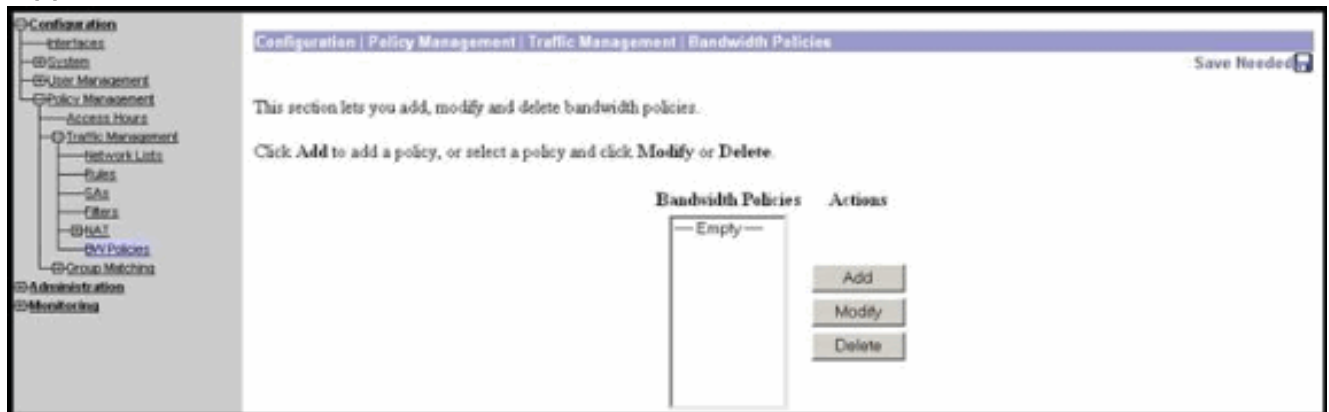 Configuration
Interfaces
System
User Management
Policy Management
Access Hours
Traffic Management
Network Lists
Rules
SAs
Filters
NAT
BW Policies
Group Matching
Administration
Monitoring
Configuration | Policy Management | Traffic Management | Bandwidth Policies
Save Needed
This section lets you add, modify and delete bandwidth policies.
Click Add to add a policy, or select a policy and click Modify or Delete.
Bandwidth Policies Actions
— Empty —
Add
Modify
Delete